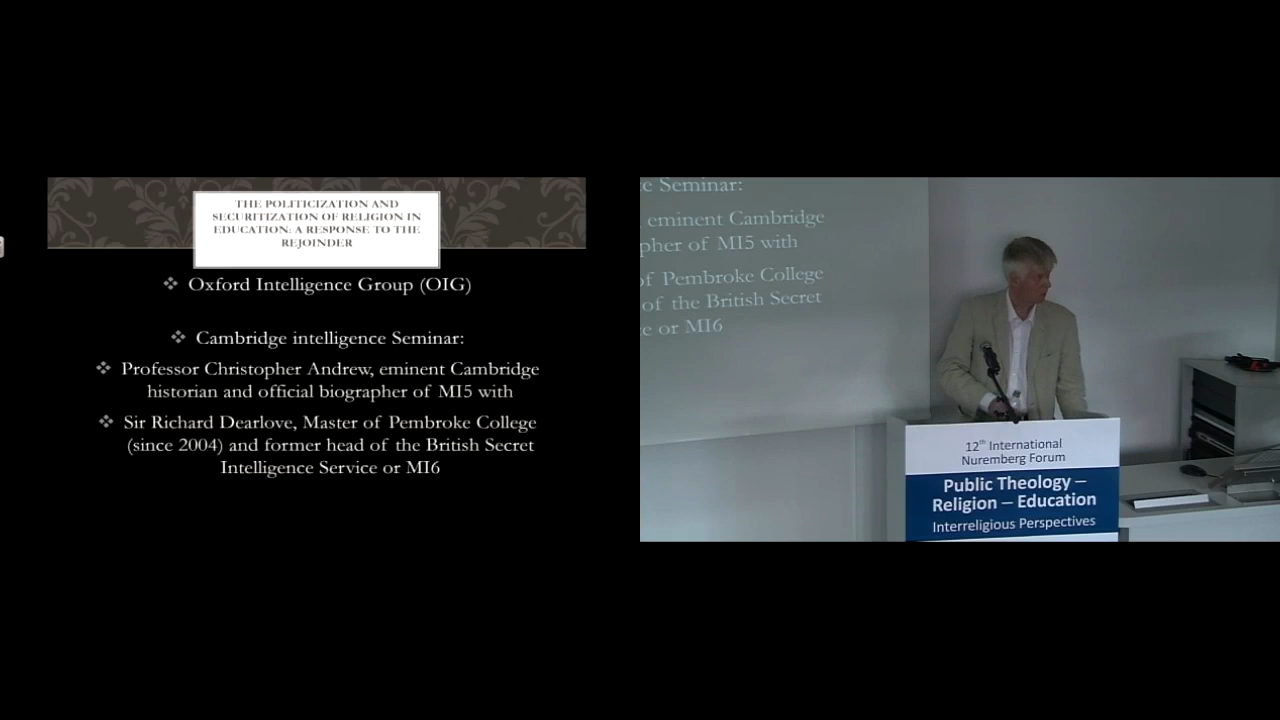 THE POLITICIZATION AND
SECURITIZATION OF RELIGION IN
EDUCATION: A RESPONSE TO THE
REJOINDER
❖ Oxford Intelligence Group (OIG)
❖ Cambridge intelligence Seminar:
❖ Professor Christopher Andrew, eminent Cambridge
historian and official biographer of MI5 with
❖ Sir Richard Dearlove, Master of Pembroke College
(since 2004) and former head of the British Secret
Intelligence Service or MI6
e Seminar:
eminent Cambridge
pher of MI5 with
of Pembroke College
of the British Secret
e or MI6
12th International
Nuremberg Forum
Public Theology –
Religion – Education
Interreligious Perspectives